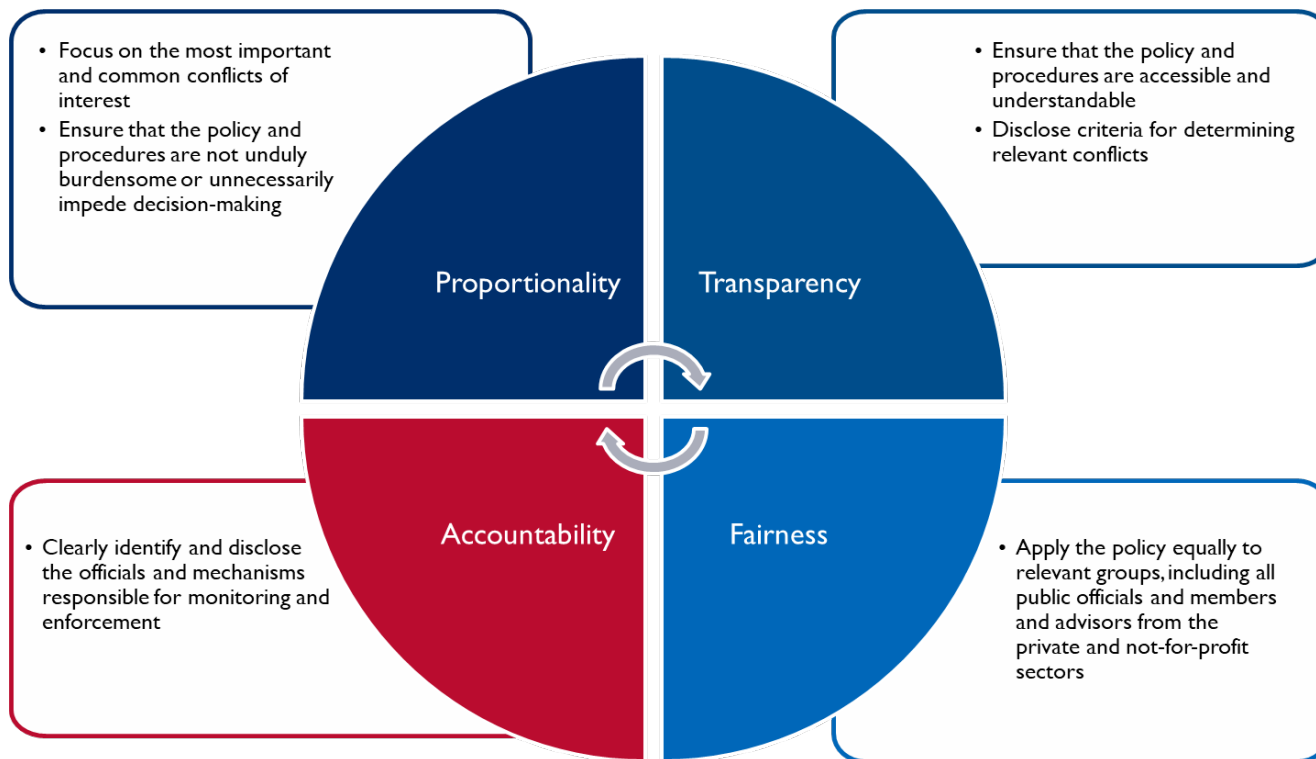 • Focus on the most important
and common conflicts of
interest
• Ensure that the policy and
procedures are not unduly
burdensome or unnecessarily
impede decision-making
• Ensure that the policy and
procedures are accessible and
understandable
• Disclose criteria for determining
relevant conflicts
Proportionality
Transparency
Accountability
Fairness
• Clearly identify and disclose
the officials and mechanisms
responsible for monitoring and
enforcement
• Apply the policy equally to
relevant groups, including all
public officials and members
and advisors from the
private and not-for-profit
sectors